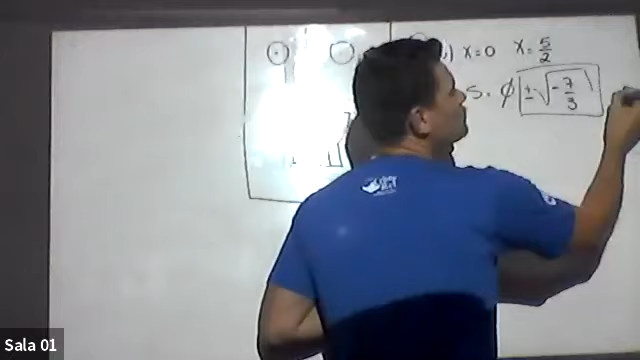 ) x=0 x=5/2
S = ∅ ±√-7/3
Sala 01